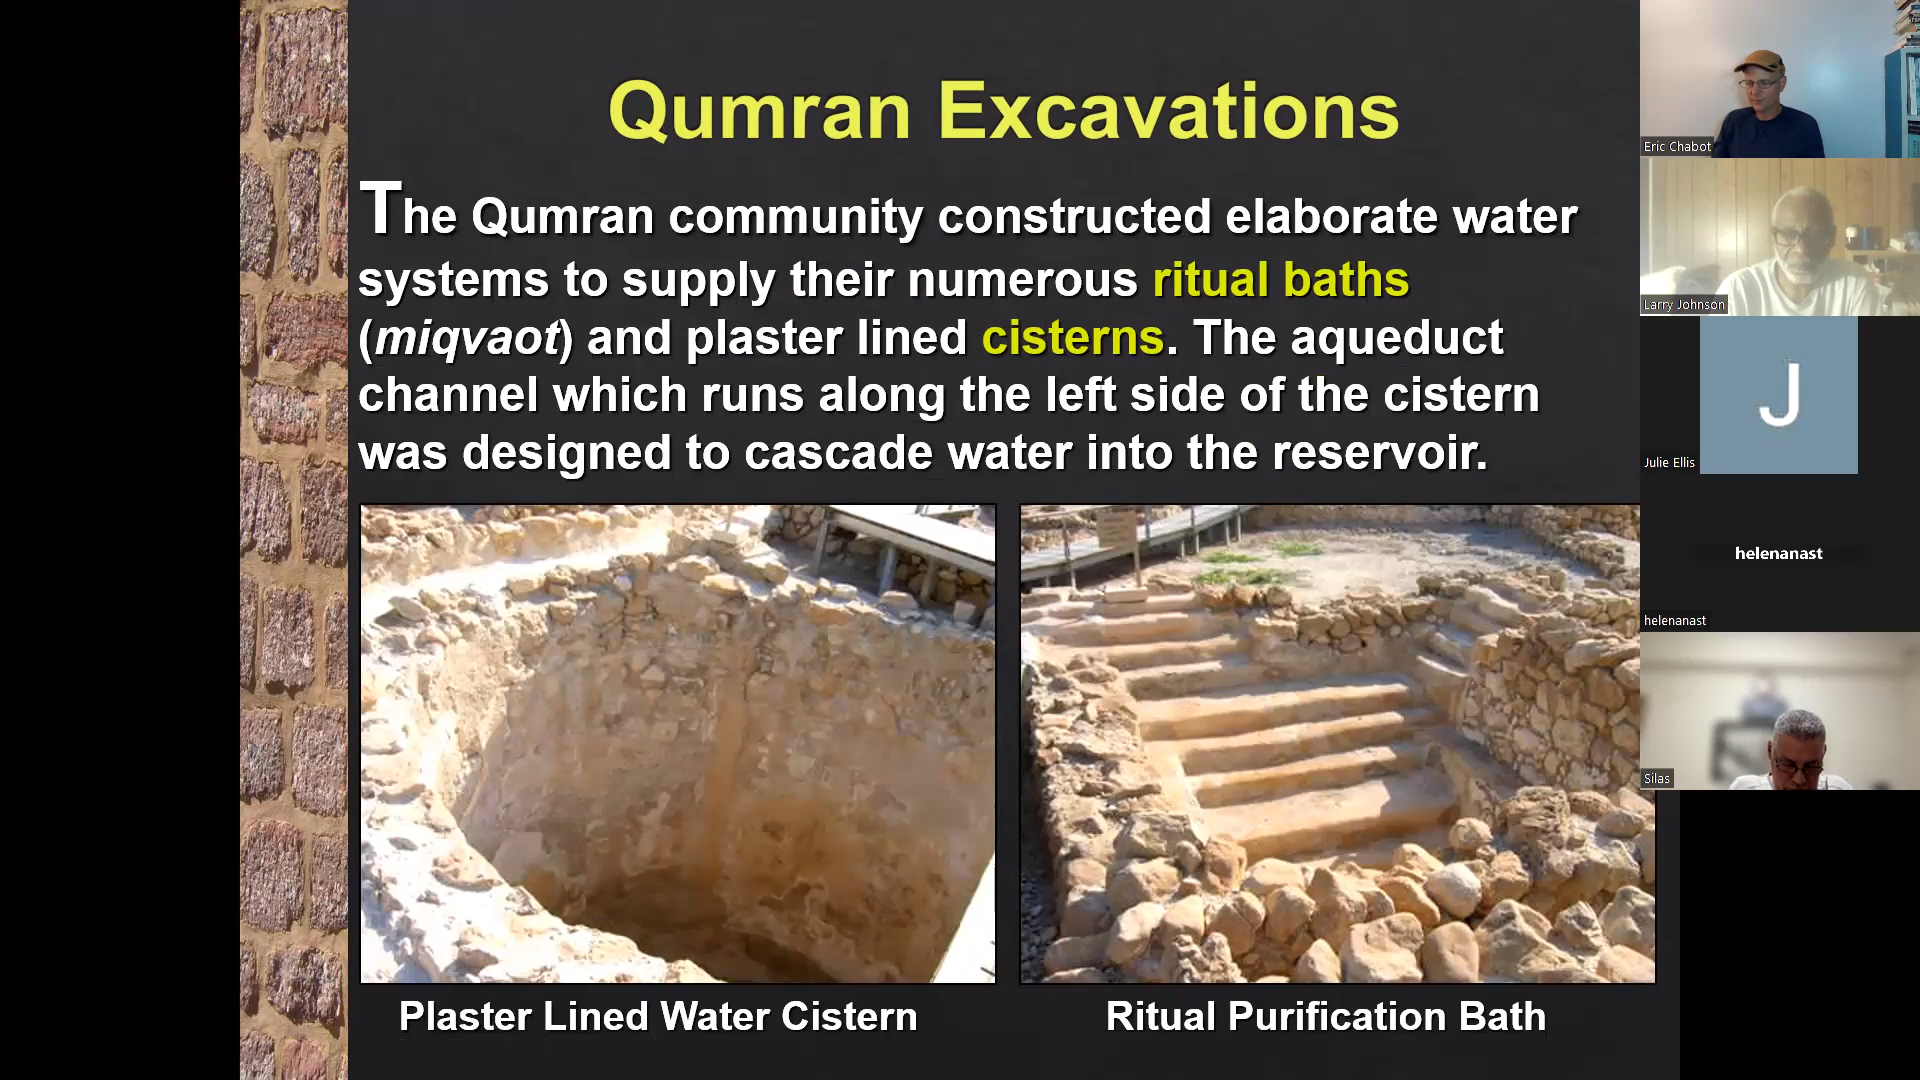 Qumran Excavations
The Qumran community constructed elaborate water
systems to supply their numerous ritual baths
(miqvaot) and plaster lined cisterns. The aqueduct
channel which runs along the left side of the cistern
was designed to cascade water into the reservoir.
Plaster Lined Water Cistern
Ritual Purification Bath
Eric Chabot
Larry Johnson
J
Julie Ellis
helenanast
helenanast
Silas